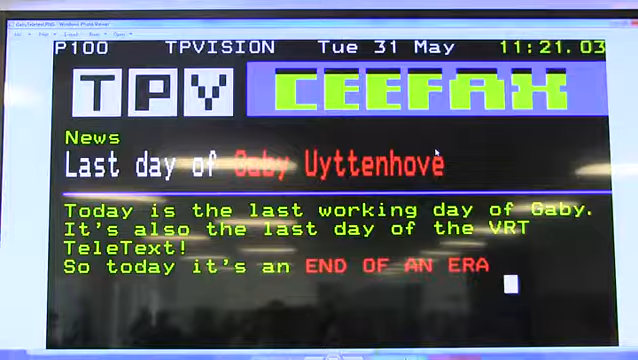 P100 TPVISION Tue 31 May 11:21.03
TPV CEEFAX
News
Last day of Gaby Uyttenhove
Today is the last working day of Gaby.
It's also the last day of the VRT
TeleText!
So today it's an END OF AN ERA